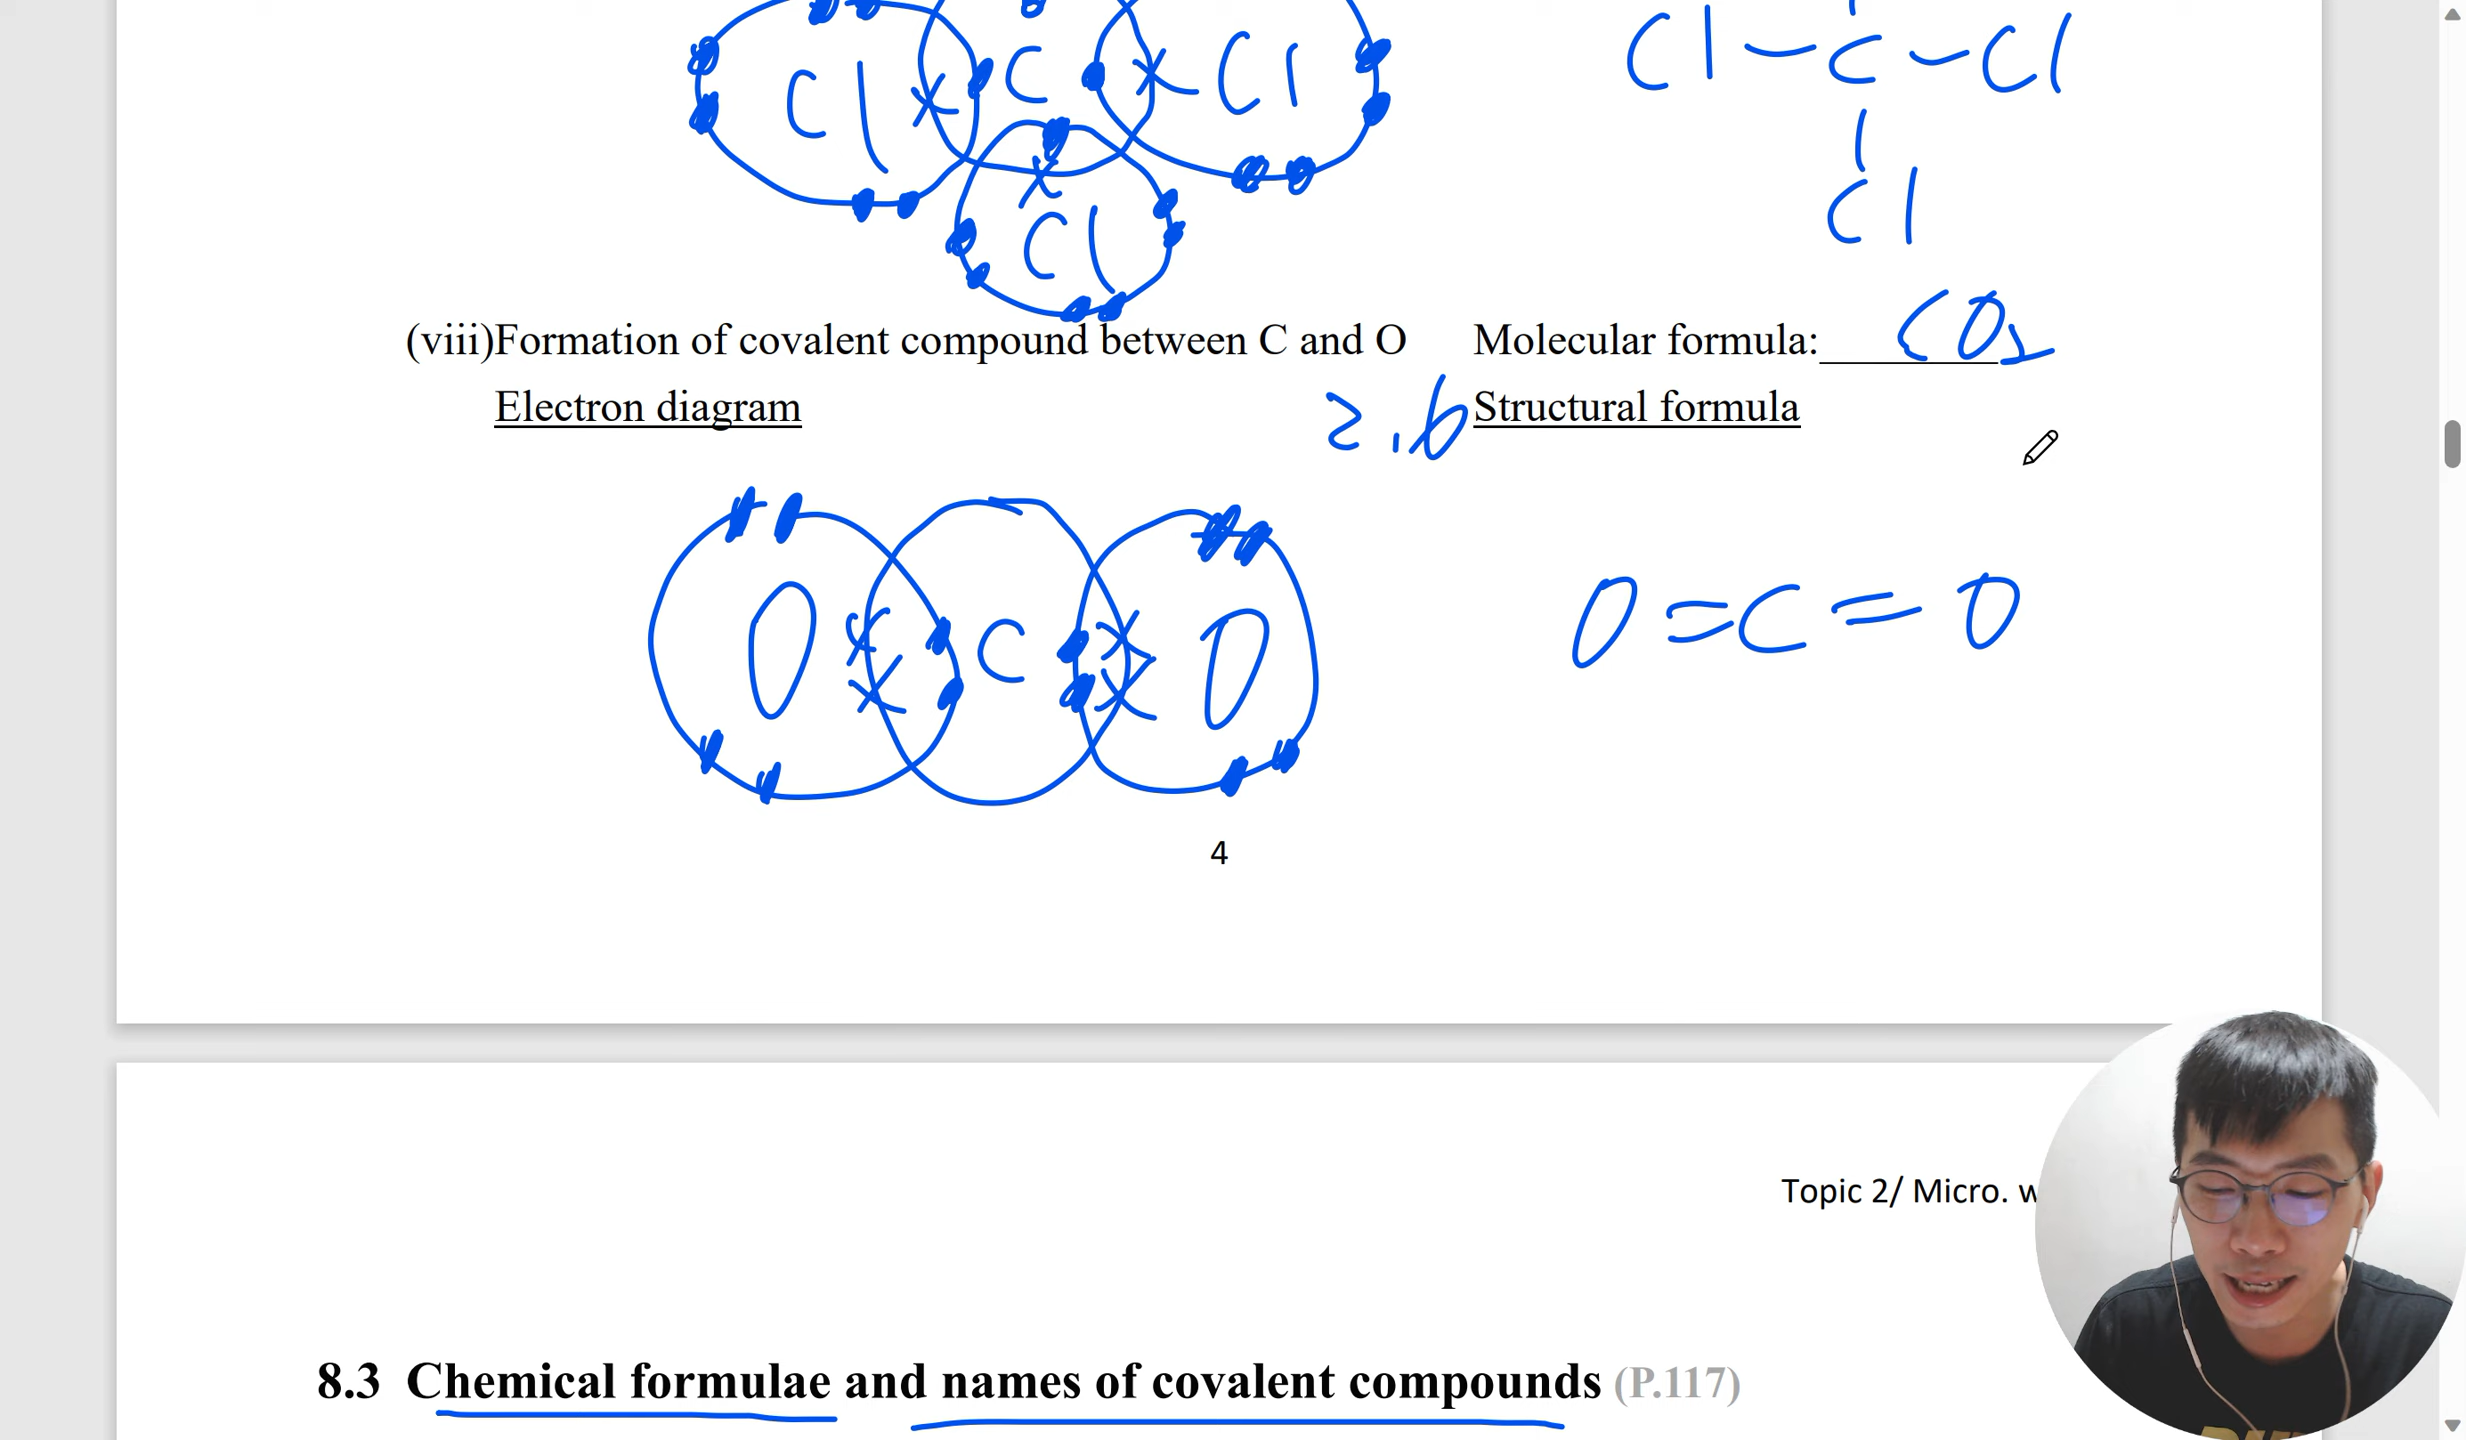 Cl C Cl
Cl – C – Cl
Cl
Cl
(viii)Formation of covalent compound between C and O Molecular formula: CO₂
Electron diagram 2.6 Structural formula
O C O
O = C = O
4
Topic 2/ Micro.
8.3 Chemical formulae and names of covalent compounds (P.117)